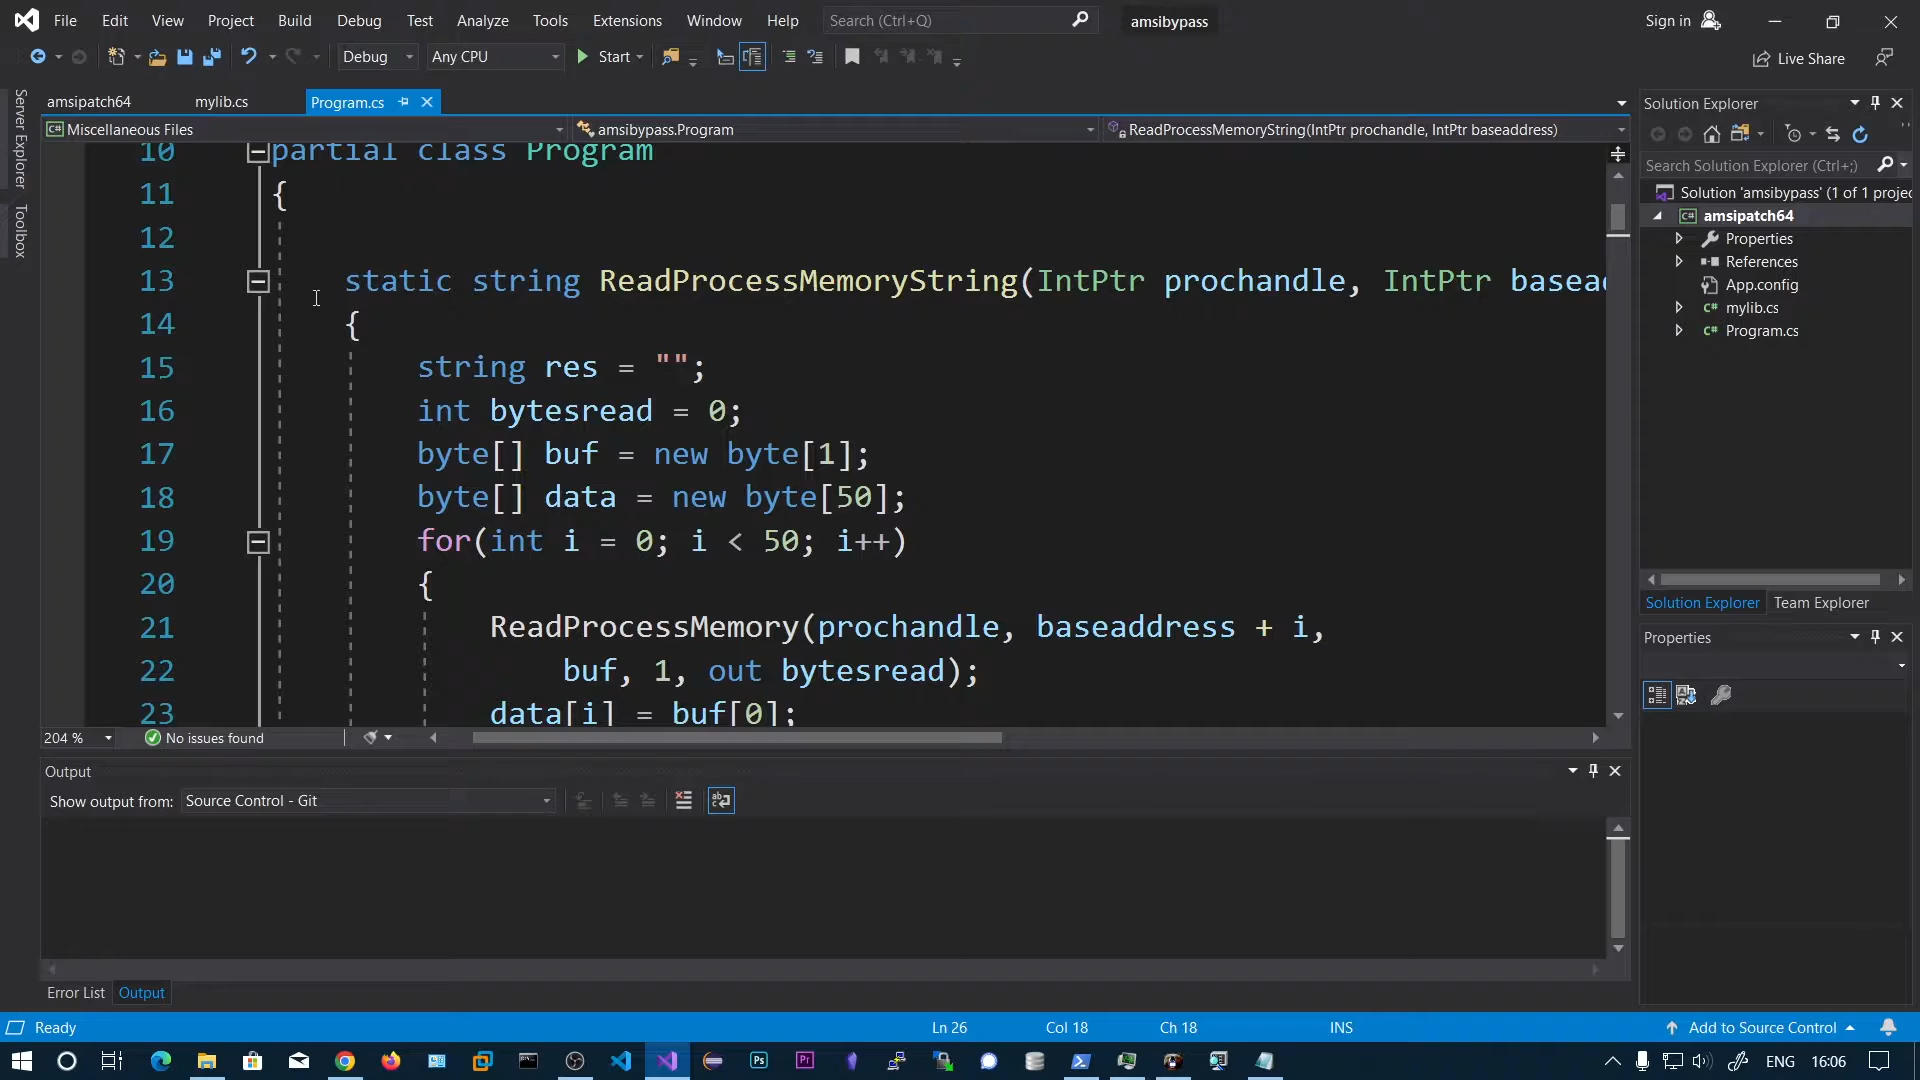 File Edit View Project Build Debug Test Analyze Tools Extensions Window Help Search (Ctrl+Q) amsibypass Sign in
Debug Any CPU Start Live Share
Server Explorer
Toolbox
amsipatch64 mylib.cs Program.cs
C# Miscellaneous Files amsibypass.Program ReadProcessMemoryString(IntPtr prochandle, IntPtr baseaddress)
10 partial class Program
11 {
12
13 static string ReadProcessMemoryString(IntPtr prochandle, IntPtr basead
14 {
15 string res = "";
16 int bytesread = 0;
17 byte[] buf = new byte[1];
18 byte[] data = new byte[50];
19 for(int i = 0; i < 50; i++)
20 {
21 ReadProcessMemory(prochandle, baseaddress + i,
22 buf, 1, out bytesread);
23 data[i] = buf[0];
204 % No issues found
Output
Show output from: Source Control - Git
Error List Output
Solution Explorer
Search Solution Explorer (Ctrl+;)
Solution 'amsibypass' (1 of 1 projec
C# amsipatch64
Properties
References
App.config
C# mylib.cs
C# Program.cs
Solution Explorer Team Explorer
Properties
Ready Ln 26 Col 18 Ch 18 INS Add to Source Control
Ps Pr ENG 16:06